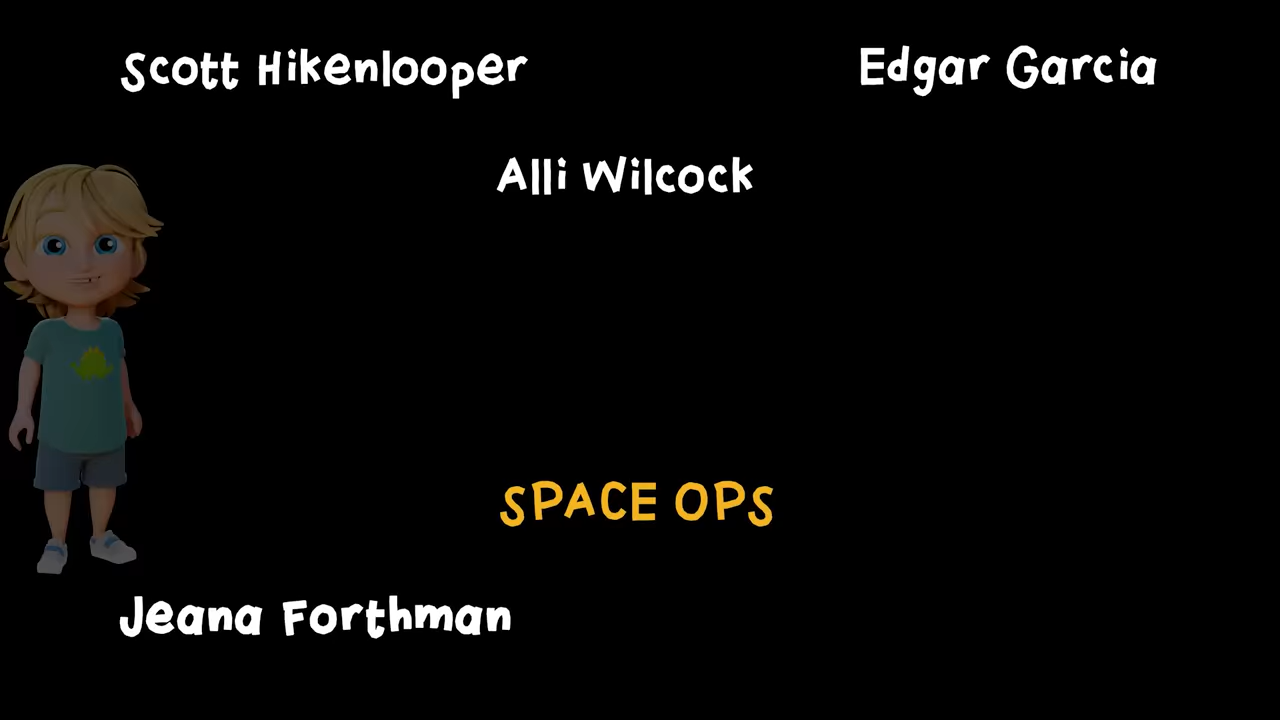 Scott Hikenlooper
Edgar Garcia
Alli Wilcock
SPACE OPS
Jeana Forthman